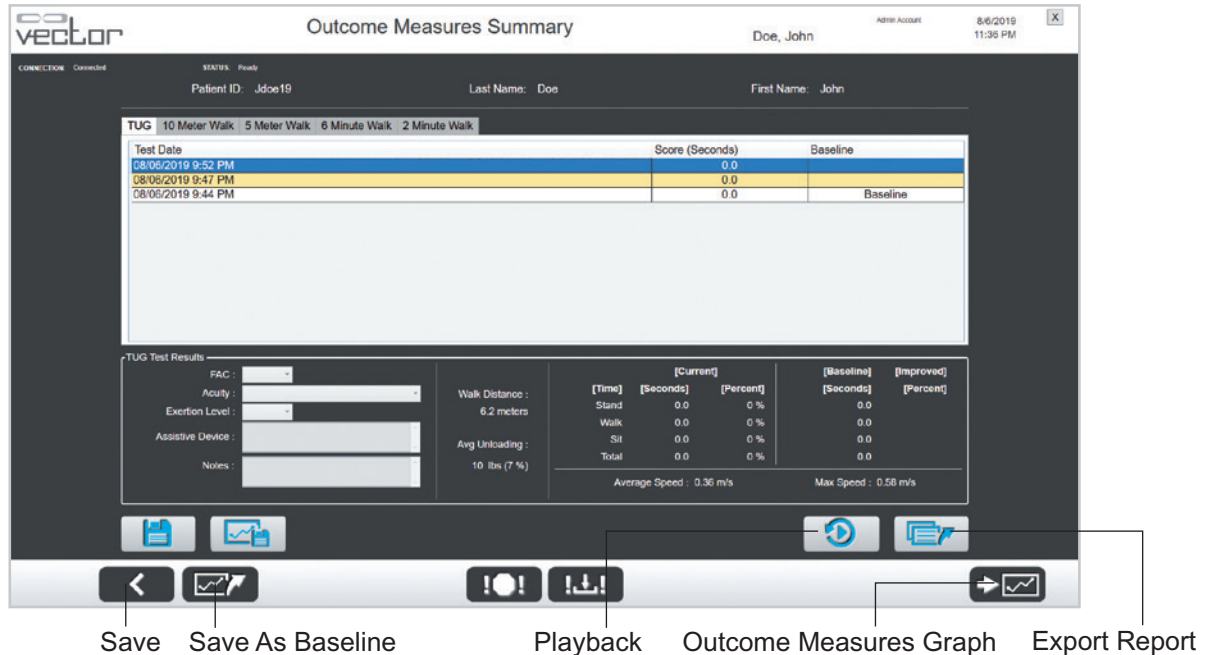 vector
Outcome Measures Summary
Doe, John
Admin Account
8/6/2019
11:36 PM
X
CONNECTION Connected
STATUS: Ready
Patient ID: Jdoe19
Last Name: Doe
First Name: John
TUG 10 Meter Walk 5 Meter Walk 6 Minute Walk 2 Minute Walk
Test Date Score (Seconds) Baseline
08/06/2019 9:52 PM 0.0
08/06/2019 9:47 PM 0.0
08/06/2019 9:44 PM 0.0 Baseline
TUG Test Results
FAC :
Acuity :
Exertion Level :
Assistive Device :
Notes :
Walk Distance :
6.2 meters
Avg Unloading :
10 lbs (7 %)
[Current] [Baseline] [Improved]
[Time] [Seconds] [Percent] [Seconds] [Percent]
Stand 0.0 0 % 0.0
Walk 0.0 0 % 0.0
Sit 0.0 0 % 0.0
Total 0.0 0 % 0.0
Average Speed : 0.36 m/s Max Speed : 0.58 m/s
! !
! !
Save Save As Baseline Playback Outcome Measures Graph Export Report